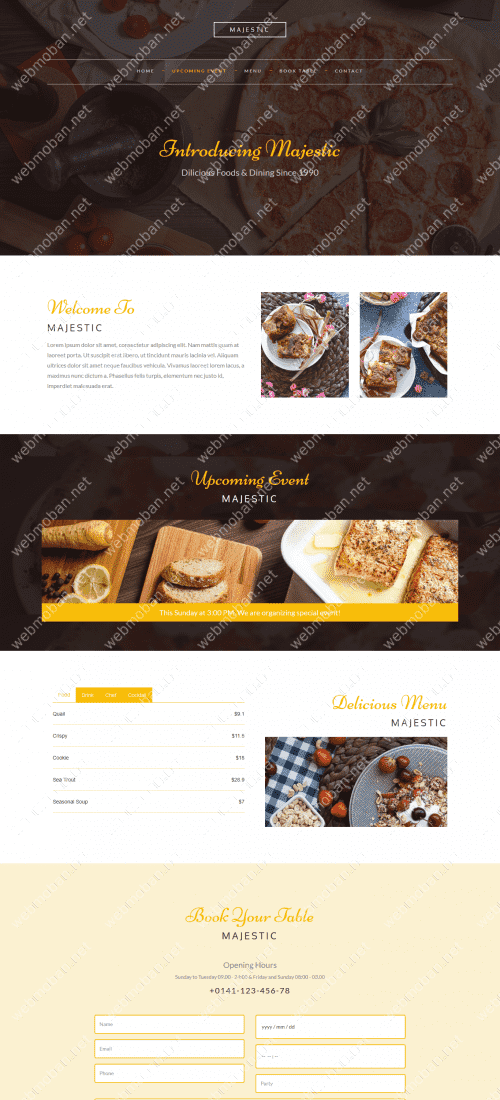 MAJESTIC
HOME
UPCOMING EVENT
MENU
BOOK TABLE
CONTACT
Introducing Majestic
Dilicious Foods & Dining Since 1990
Welcome To
MAJESTIC
Lorem ipsum dolor sit amet, consectetur adipiscing elit. Nam mattis quam at
laoreet porta. Ut suscipit erat libero, ut tincidunt mauris lacinia vel. Aliquam
ultrices dolor sit amet neque faucibus vehicula. Vivamus laoreet lorem lacus, a
maximus nunc dictum a. Phasellus felis turpis, elementum nec justo id,
imperdiet malesuada erat.
Upcoming Event
MAJESTIC
This Sunday at 3:00 PM, We are organizing special event!
Drink
Chef
Contact
Delicious Menu
MAJESTIC
Quail $9.1
Crispy $11.5
Cookie
Sea Trout $28.9
Seasonal Soup $7
Book Your Table
MAJESTIC
Opening Hours
Sunday to Tuesday 09.00 - 24:00 & Friday and Sunday 08:00 - 03.00
+0141-123-456-78
Name
yyyy / mm / dd
Email
-- -- / --
Phone
Party
webmoban.net